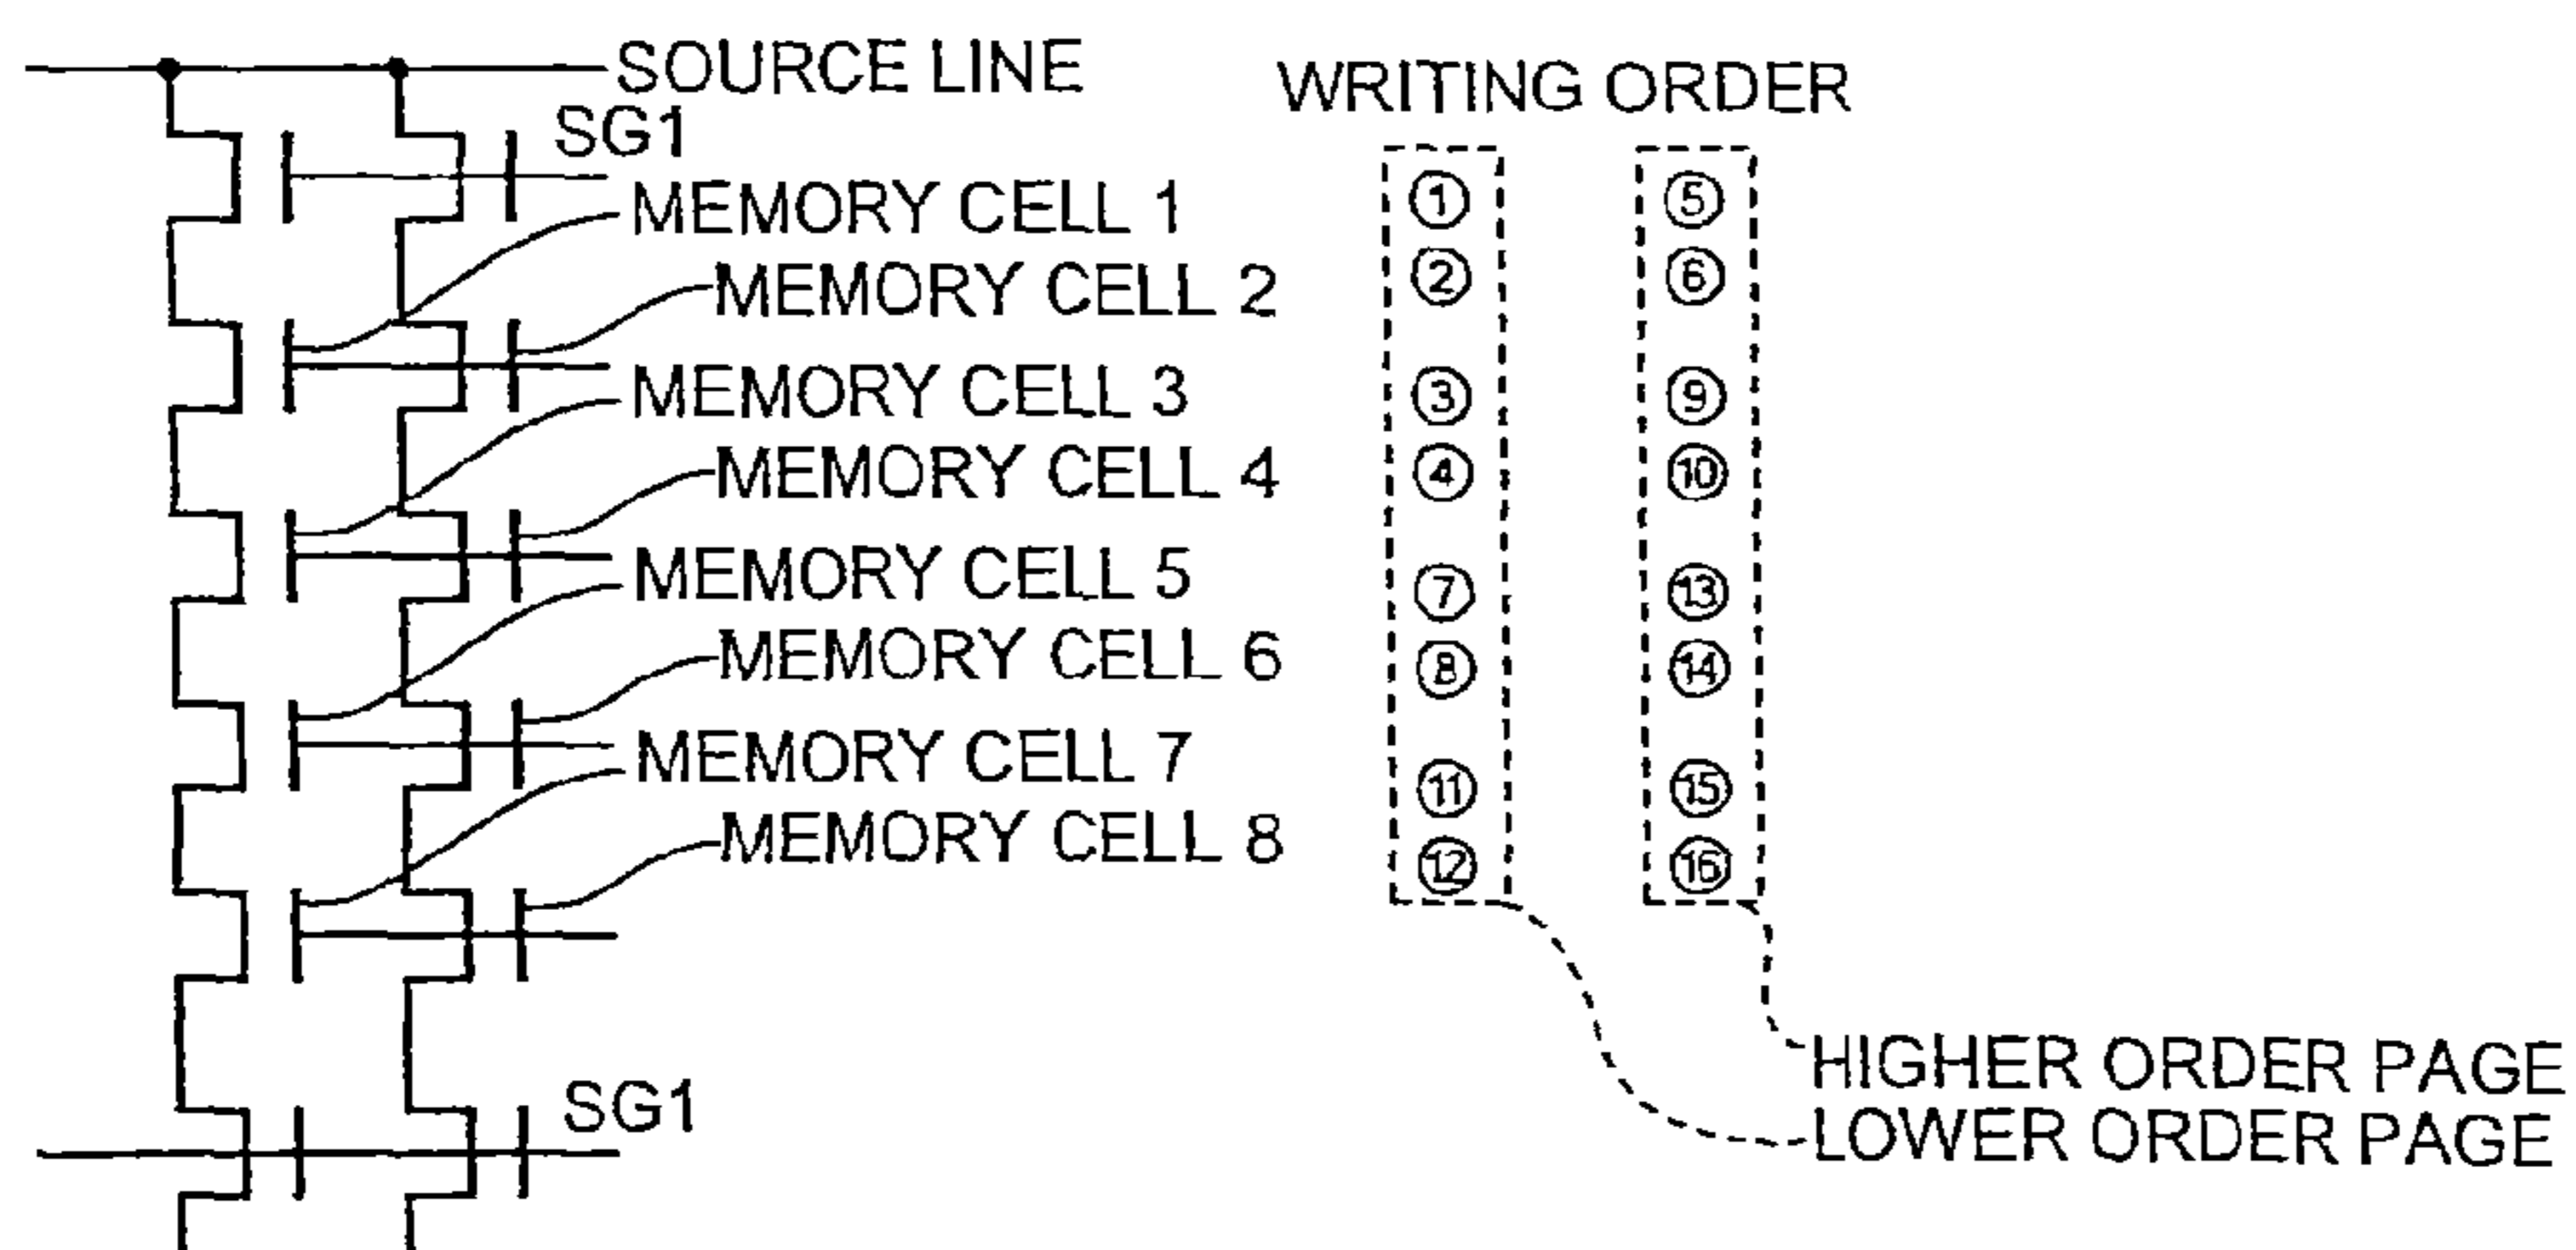 SOURCE LINE
WRITING ORDER
SG1
MEMORY CELL 1
① ⑤
MEMORY CELL 2
② ⑥
MEMORY CELL 3
③ ⑨
MEMORY CELL 4
④ ⑩
MEMORY CELL 5
⑦ ⑬
MEMORY CELL 6
⑧ ⑭
MEMORY CELL 7
⑪ ⑮
MEMORY CELL 8
⑫ ⑯
HIGHER ORDER PAGE
SG1
LOWER ORDER PAGE